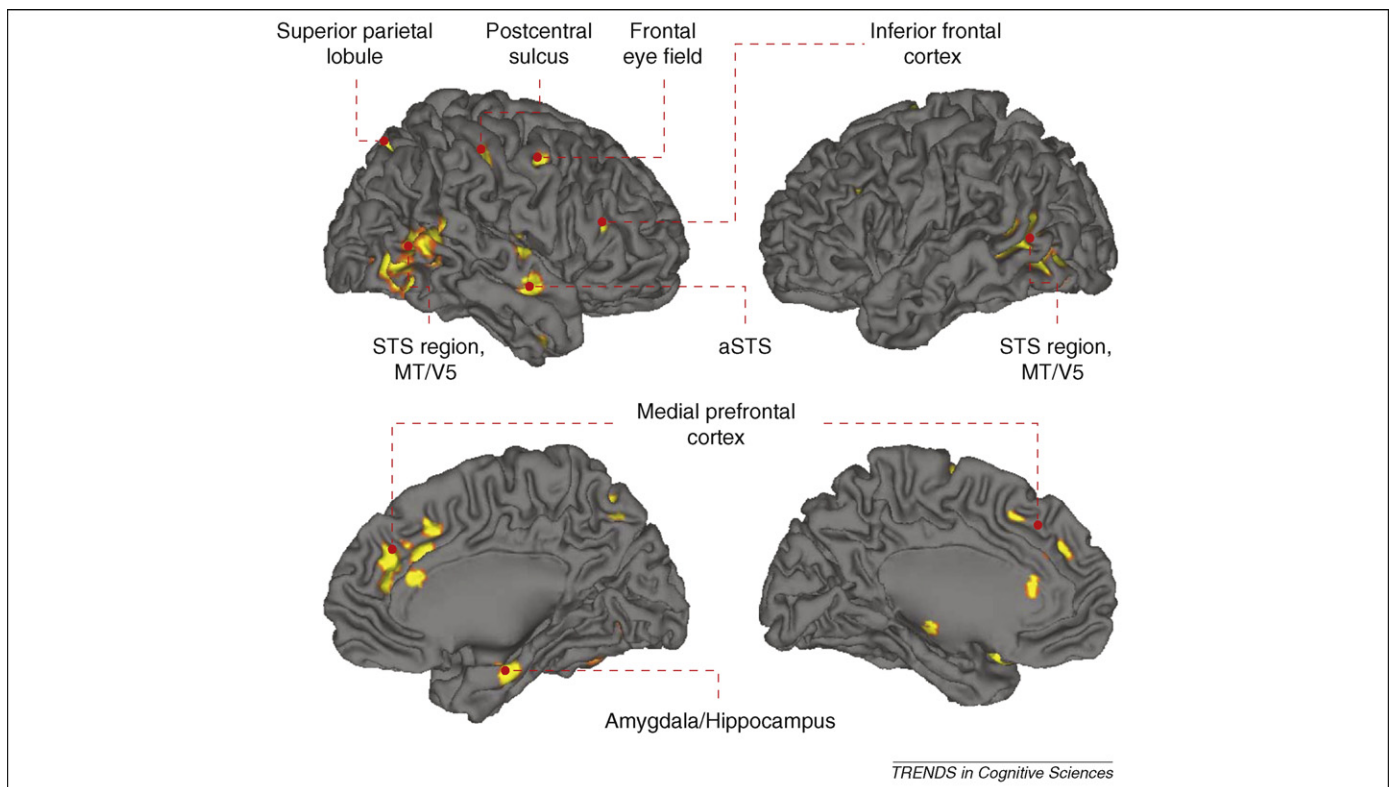 Superior parietal
lobule
Postcentral
sulcus
Frontal
eye field
Inferior frontal
cortex
STS region,
MT/V5
aSTS
STS region,
MT/V5
Medial prefrontal
cortex
Amygdala/Hippocampus
TRENDS in Cognitive Sciences